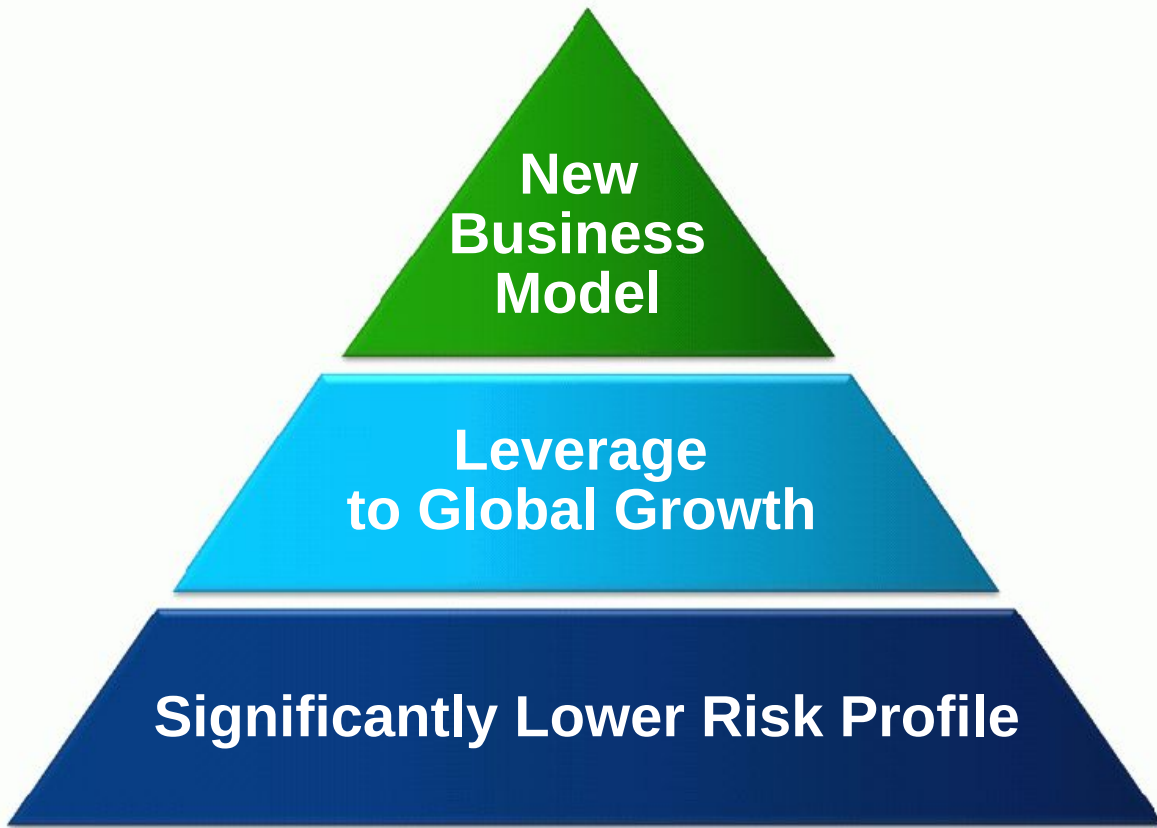 New
Business
Model
Leverage
to Global Growth
Significantly Lower Risk Profile